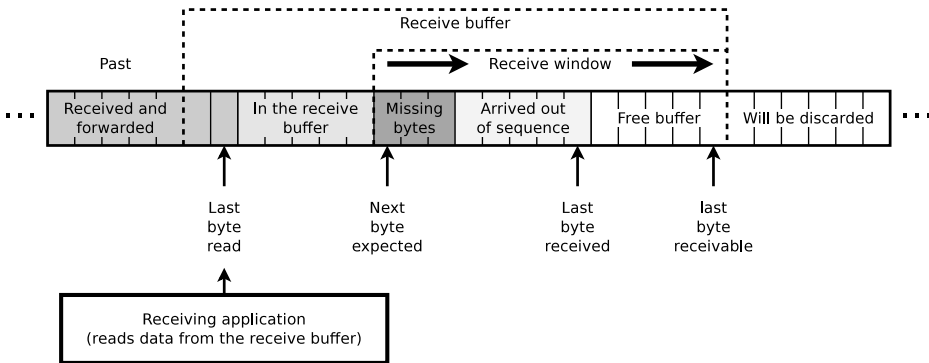 Receive buffer
Past
Receive window
Received and
forwarded
In the receive
buffer
Missing
bytes
Arrived out
of sequence
Free buffer
Will be discarded
Last
byte
read
Next
byte
expected
Last
byte
received
last
byte
receivable
Receiving application
(reads data from the receive buffer)